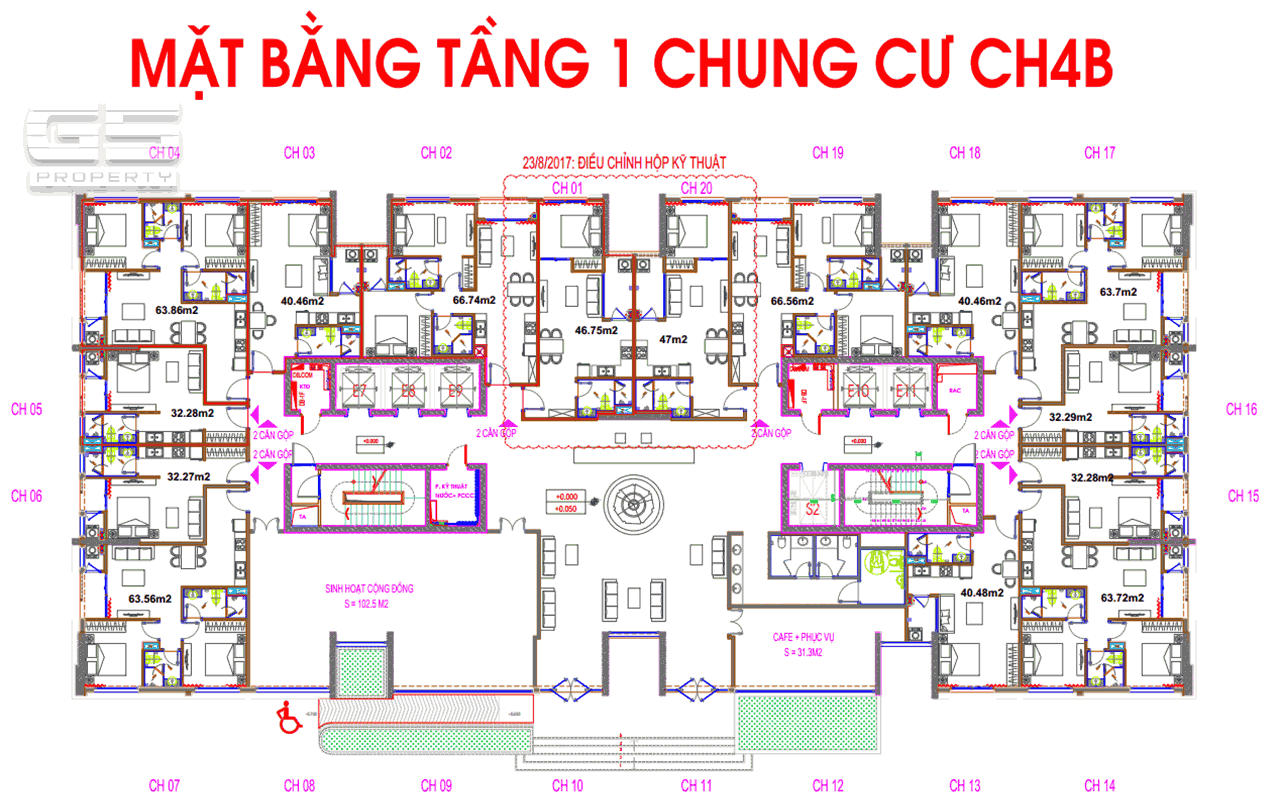 MẶT BẰNG TẦNG 1 CHUNG CƯ CH4B
GS
PROPERTY
CH 04
CH 03
CH 02
23/8/2017: ĐIỀU CHỈNH HỘP KỸ THUẬT
CH 01
CH 20
CH 19
CH 18
CH 17
63.86m2
40.46m2
66.74m2
46.75m2
47m2
66.56m2
40.46m2
63.7m2
CH 05
32.28m2
KTĐ
E7
E8
E9
E10
E11
RAC
32.29m2
CH 16
2 CĂN GỘP
2 CĂN GỘP
2 CĂN GỘP
2 CĂN GỘP
+0.000
+0.000
2 CĂN GỘP
2 CĂN GỘP
CH 06
32.27m2
TA
P. KỸ THUẬT
NƯỚC+ PCCC
+0.000
+0.050
S2
TA
32.28m2
CH 15
63.56m2
SINH HOẠT CỘNG ĐỒNG
S = 102.5 M2
CAFE + PHỤC VỤ
S = 31.3M2
40.48m2
63.72m2
CH 07
CH 08
CH 09
CH 10
CH 11
CH 12
CH 13
CH 14